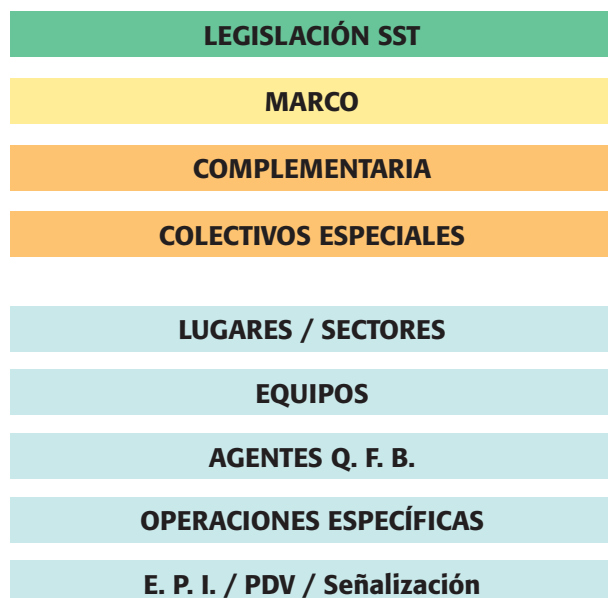 LEGISLACIÓN SST
MARCO
COMPLEMENTARIA
COLECTIVOS ESPECIALES
LUGARES / SECTORES
EQUIPOS
AGENTES Q. F. B.
OPERACIONES ESPECÍFICAS
E. P. I. / PDV / Señalización